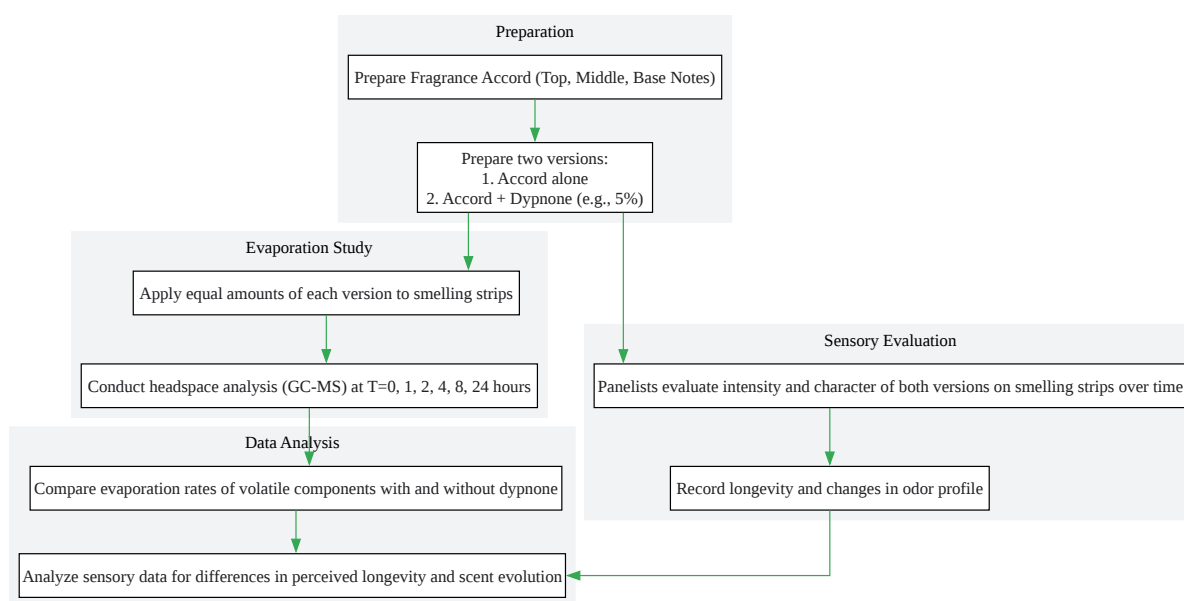 Preparation
Prepare Fragrance Accord (Top, Middle, Base Notes)
Prepare two versions:
1. Accord alone
2. Accord + Dypnone (e.g., 5%)
Evaporation Study
Apply equal amounts of each version to smelling strips
Conduct headspace analysis (GC-MS) at T=0, 1, 2, 4, 8, 24 hours
Sensory Evaluation
Panelists evaluate intensity and character of both versions on smelling strips over time
Record longevity and changes in odor profile
Data Analysis
Compare evaporation rates of volatile components with and without dypnone
Analyze sensory data for differences in perceived longevity and scent evolution